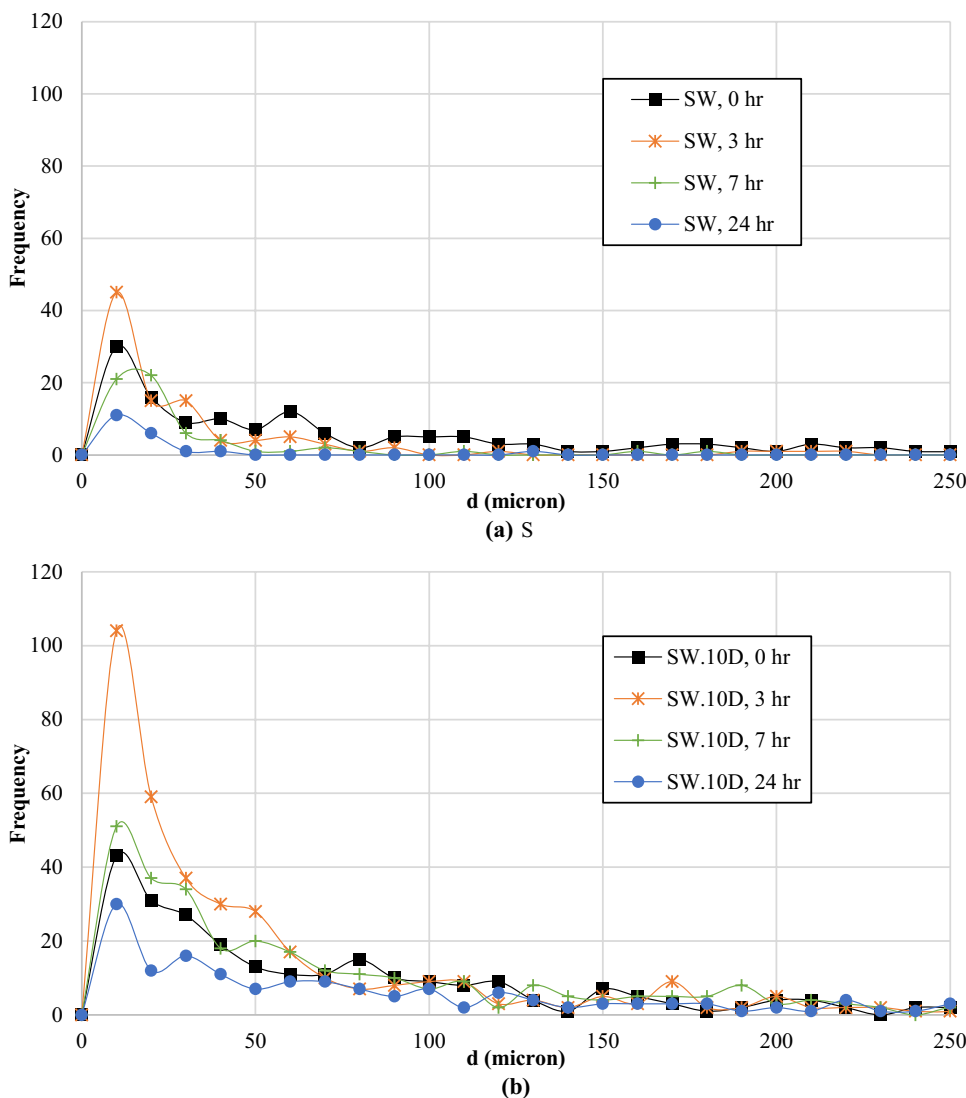 120
100
80
60
40
20
0
Frequency
SW, 0 hr
SW, 3 hr
SW, 7 hr
SW, 24 hr
0 50 100 150 200 250
d (micron)
(a) S
120
100
80
60
40
20
0
Frequency
SW.10D, 0 hr
SW.10D, 3 hr
SW.10D, 7 hr
SW.10D, 24 hr
0 50 100 150 200 250
d (micron)
(b)